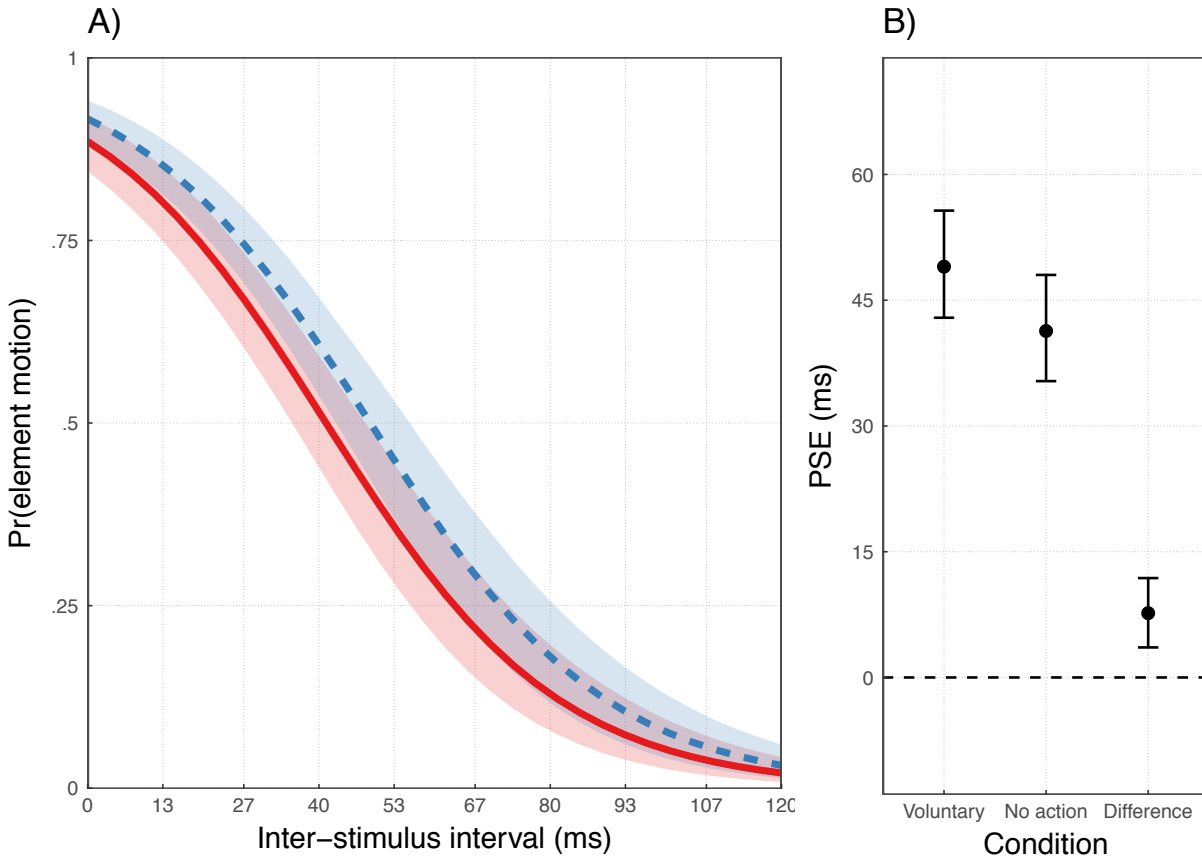 A)
1
.75
.5
.25
0
0 13 27 40 53 67 80 93 107 120
Pr(element motion)
Inter−stimulus interval (ms)
B)
60
45
30
15
0
PSE (ms)
Voluntary No action Difference
Condition